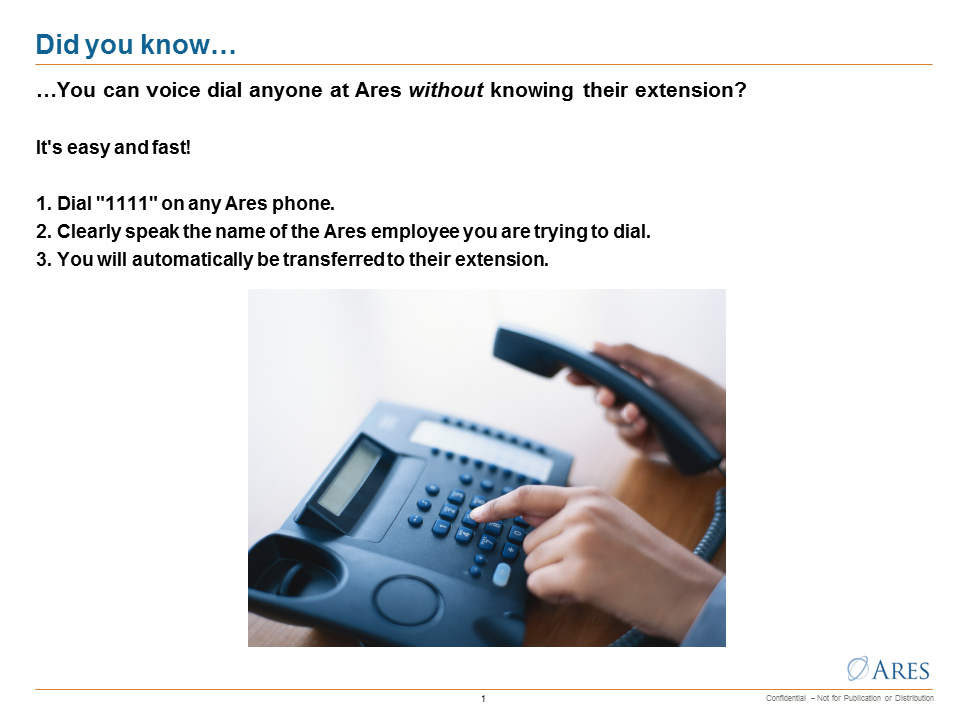 Did you know…
…You can voice dial anyone at Ares without knowing their extension?
It's easy and fast!
1. Dial "1111" on any Ares phone.
2. Clearly speak the name of the Ares employee you are trying to dial.
3. You will automatically be transferred to their extension.
ARES
1
Confidential – Not for Publication or Distribution